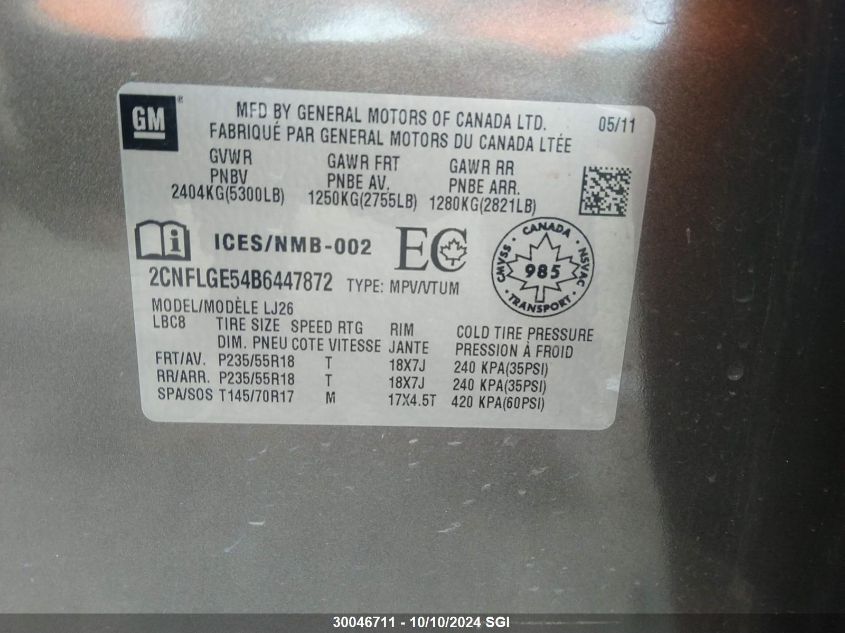 GM
MFD BY GENERAL MOTORS OF CANADA LTD. 05/11
FABRIQUÉ PAR GENERAL MOTORS DU CANADA LTÉE
GVWR GAWR FRT GAWR RR
PNBV PNBE AV. PNBE ARR.
2404KG(5300LB) 1250KG(2755LB) 1280KG(2821LB)
i ICES/NMB-002 EC
CANADA
CMVSS 985 NSVAC
TRANSPORT
2CNFLGE54B6447872 TYPE: MPV/VTUM
MODEL/MODÈLE LJ26
LBC8 TIRE SIZE SPEED RTG RIM COLD TIRE PRESSURE
DIM. PNEU COTE VITESSE JANTE PRESSION À FROID
FRT/AV. P235/55R18 T 18X7J 240 KPA(35PSI)
RR/ARR. P235/55R18 T 18X7J 240 KPA(35PSI)
SPA/SOS T145/70R17 M 17X4.5T 420 KPA(60PSI)
30046711 - 10/10/2024 SGI